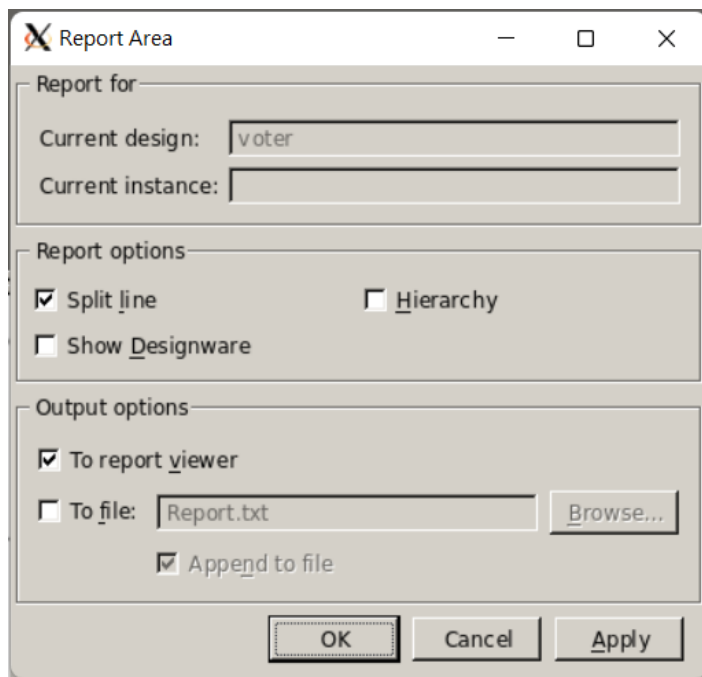 Report Area
Report for
Current design: voter
Current instance:
Report options
Split line Hierarchy
Show Designware
Output options
To report viewer
To file: Report.txt Browse...
Append to file
OK Cancel Apply